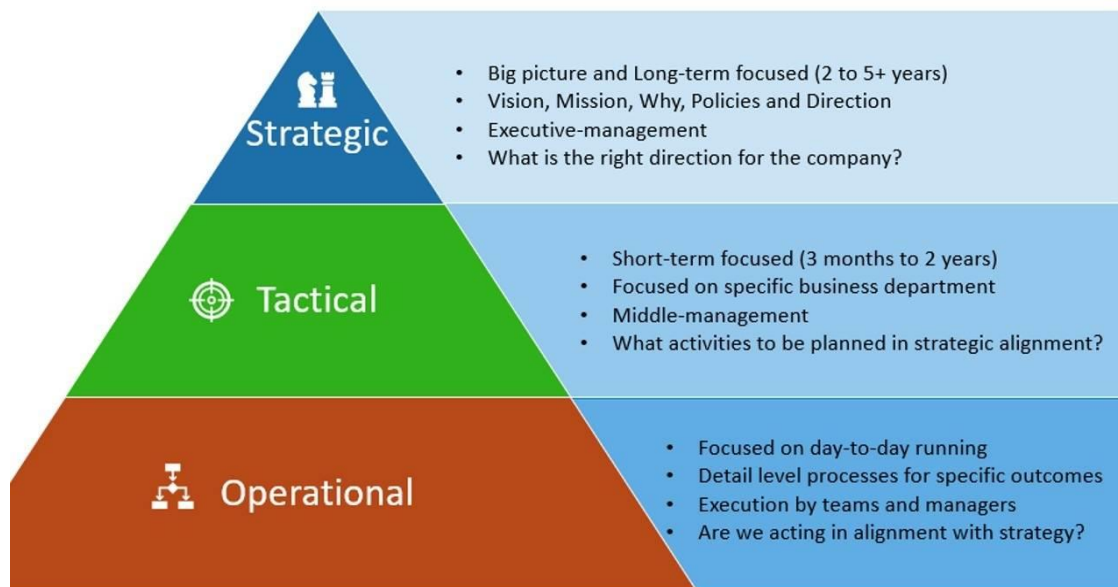 Strategic
• Big picture and Long-term focused (2 to 5+ years)
• Vision, Mission, Why, Policies and Direction
• Executive-management
• What is the right direction for the company?
Tactical
• Short-term focused (3 months to 2 years)
• Focused on specific business department
• Middle-management
• What activities to be planned in strategic alignment?
Operational
• Focused on day-to-day running
• Detail level processes for specific outcomes
• Execution by teams and managers
• Are we acting in alignment with strategy?